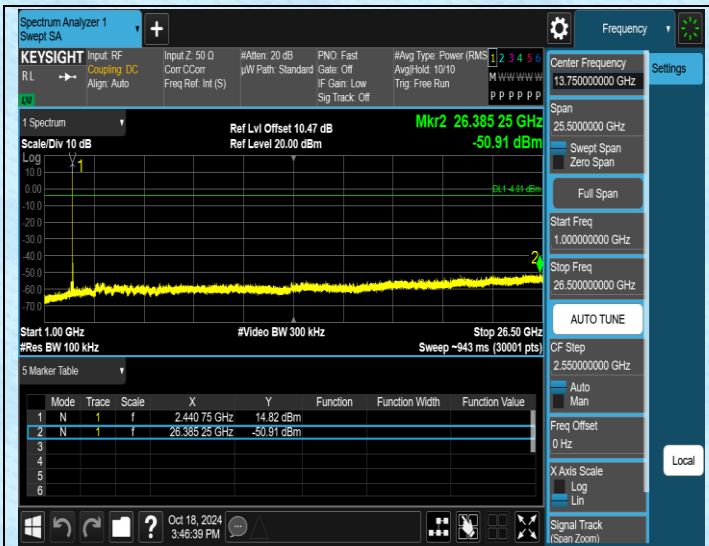 Spectrum Analyzer 1
Swept SA
+
Frequency
KEYSIGHT
RL
LXI
Input: RF
Coupling: DC
Align: Auto
Input Z: 50 Ω
Corr CCorr
Freq Ref: Int (S)
#Atten: 20 dB
µW Path: Standard
PNO: Fast
Gate: Off
IF Gain: Low
Sig Track: Off
#Avg Type: Power (RMS
Avg|Hold: 10/10
Trig: Free Run
1 2 3 4 5 6
M W W W W W
P P P P P P
1 Spectrum
Scale/Div 10 dB
Ref Lvl Offset 10.47 dB
Ref Level 20.00 dBm
Mkr2 26.385 25 GHz
-50.91 dBm
Log
10.0
0.00
-10.0
-20.0
-30.0
-40.0
-50.0
-60.0
-70.0
1
DL1 -4.01 dBm
2
Start 1.00 GHz
#Res BW 100 kHz
#Video BW 300 kHz
Stop 26.50 GHz
Sweep ~943 ms (30001 pts)
5 Marker Table
Mode Trace Scale X Y Function Function Width Function Value
1 N 1 f 2.440 75 GHz 14.82 dBm
2 N 1 f 26.385 25 GHz -50.91 dBm
3
4
5
6
Center Frequency
13.750000000 GHz
Span
25.5000000 GHz
Swept Span
Zero Span
Full Span
Start Freq
1.000000000 GHz
Stop Freq
26.500000000 GHz
AUTO TUNE
CF Step
2.550000000 GHz
Auto
Man
Freq Offset
0 Hz
X Axis Scale
Log
Lin
Signal Track
(Span Zoom)
Settings
Local
?
Oct 18, 2024
3:46:39 PM